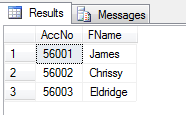 Results Messages
AccNo FName
1 56001 James
2 56002 Chrissy
3 56003 Eldridge